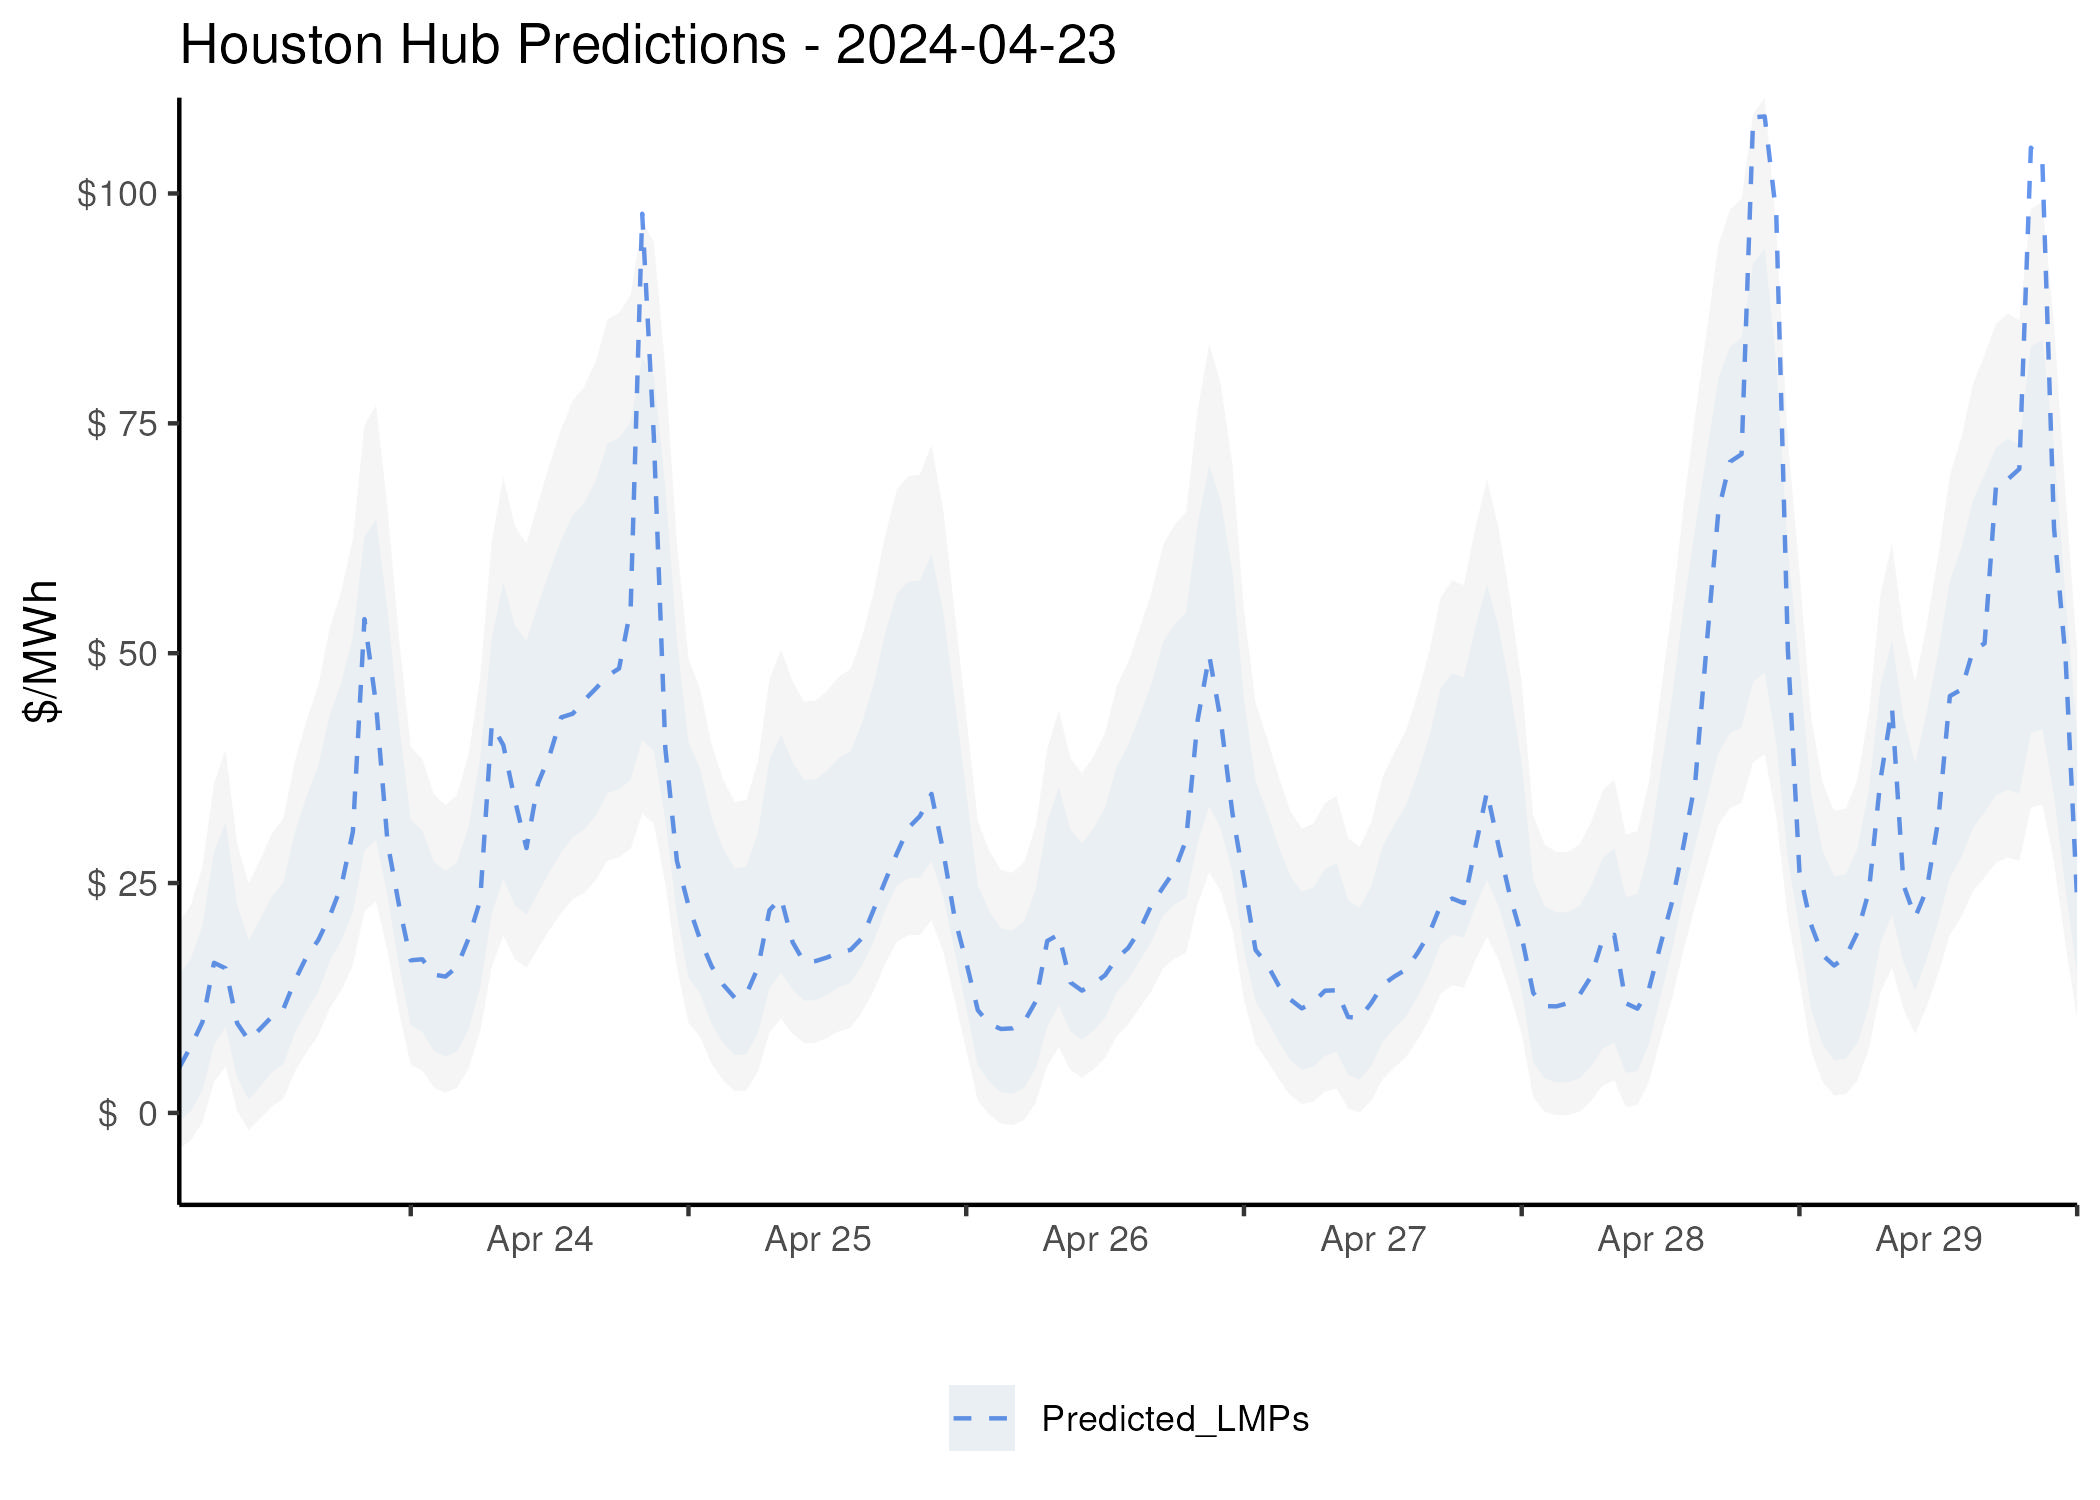 Houston Hub Predictions - 2024-04-23
$/MWh
$100
$ 75
$ 50
$ 25
$  0
Apr 24 Apr 25 Apr 26 Apr 27 Apr 28 Apr 29
Predicted_LMPs